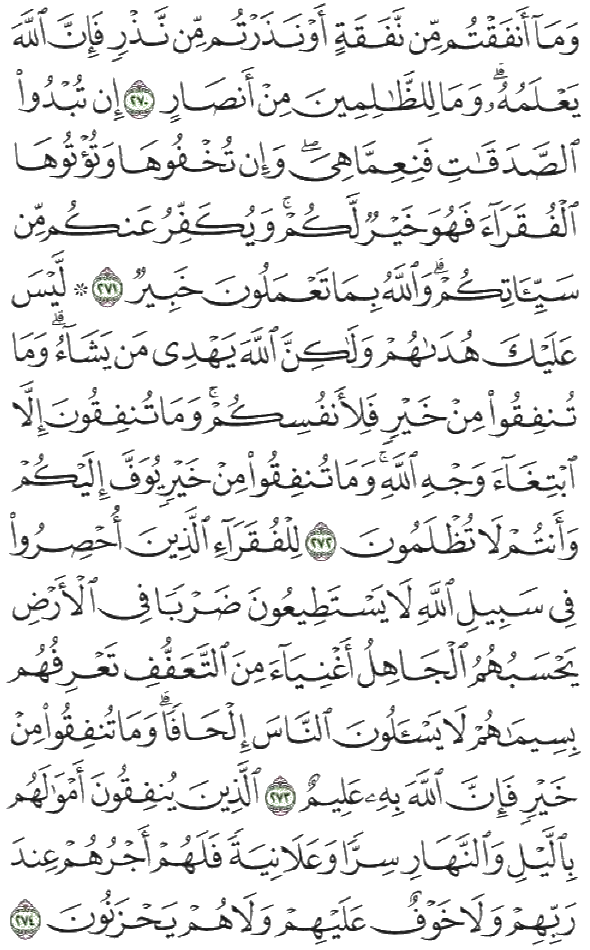 وَمَآ أَنفَقْتُم مِّن نَّفَقَةٍ أَوْ نَذَرْتُم مِّن نَّذْرٍ فَإِنَّ ٱللَّهَ
يَعْلَمُهُۥ ۗ وَمَا لِلظَّـٰلِمِينَ مِنْ أَنصَارٍ ٢٧٠ إِن تُبْدُوا۟
ٱلصَّدَقَـٰتِ فَنِعِمَّا هِىَ ۖ وَإِن تُخْفُوهَا وَتُؤْتُوهَا
ٱلْفُقَرَآءَ فَهُوَ خَيْرٌ لَّكُمْ ۚ وَيُكَفِّرُ عَنكُم مِّن
سَيِّـَٔاتِكُمْ ۗ وَٱللَّهُ بِمَا تَعْمَلُونَ خَبِيرٌ ٢٧١ * لَّيْسَ
عَلَيْكَ هُدَىٰهُمْ وَلَـٰكِنَّ ٱللَّهَ يَهْدِى مَن يَشَآءُ ۗ وَمَا
تُنفِقُوا۟ مِنْ خَيْرٍ فَلِأَنفُسِكُمْ ۚ وَمَا تُنفِقُونَ إِلَّا
ٱبْتِغَآءَ وَجْهِ ٱللَّهِ ۚ وَمَا تُنفِقُوا۟ مِنْ خَيْرٍ يُوَفَّ إِلَيْكُمْ
وَأَنتُمْ لَا تُظْلَمُونَ ٢٧٢ لِلْفُقَرَآءِ ٱلَّذِينَ أُحْصِرُوا۟
فِى سَبِيلِ ٱللَّهِ لَا يَسْتَطِيعُونَ ضَرْبًا فِى ٱلْأَرْضِ
يَحْسَبُهُمُ ٱلْجَاهِلُ أَغْنِيَآءَ مِنَ ٱلتَّعَفُّفِ تَعْرِفُهُم
بِسِيمَـٰهُمْ لَا يَسْـَٔلُونَ ٱلنَّاسَ إِلْحَافًا ۗ وَمَا تُنفِقُوا۟ مِنْ
خَيْرٍ فَإِنَّ ٱللَّهَ بِهِۦ عَلِيمٌ ٢٧٣ ٱلَّذِينَ يُنفِقُونَ أَمْوَٰلَهُم
بِٱلَّيْلِ وَٱلنَّهَارِ سِرًّا وَعَلَانِيَةً فَلَهُمْ أَجْرُهُمْ عِندَ
رَبِّهِمْ وَلَا خَوْفٌ عَلَيْهِمْ وَلَا هُمْ يَحْزَنُونَ ٢٧٤